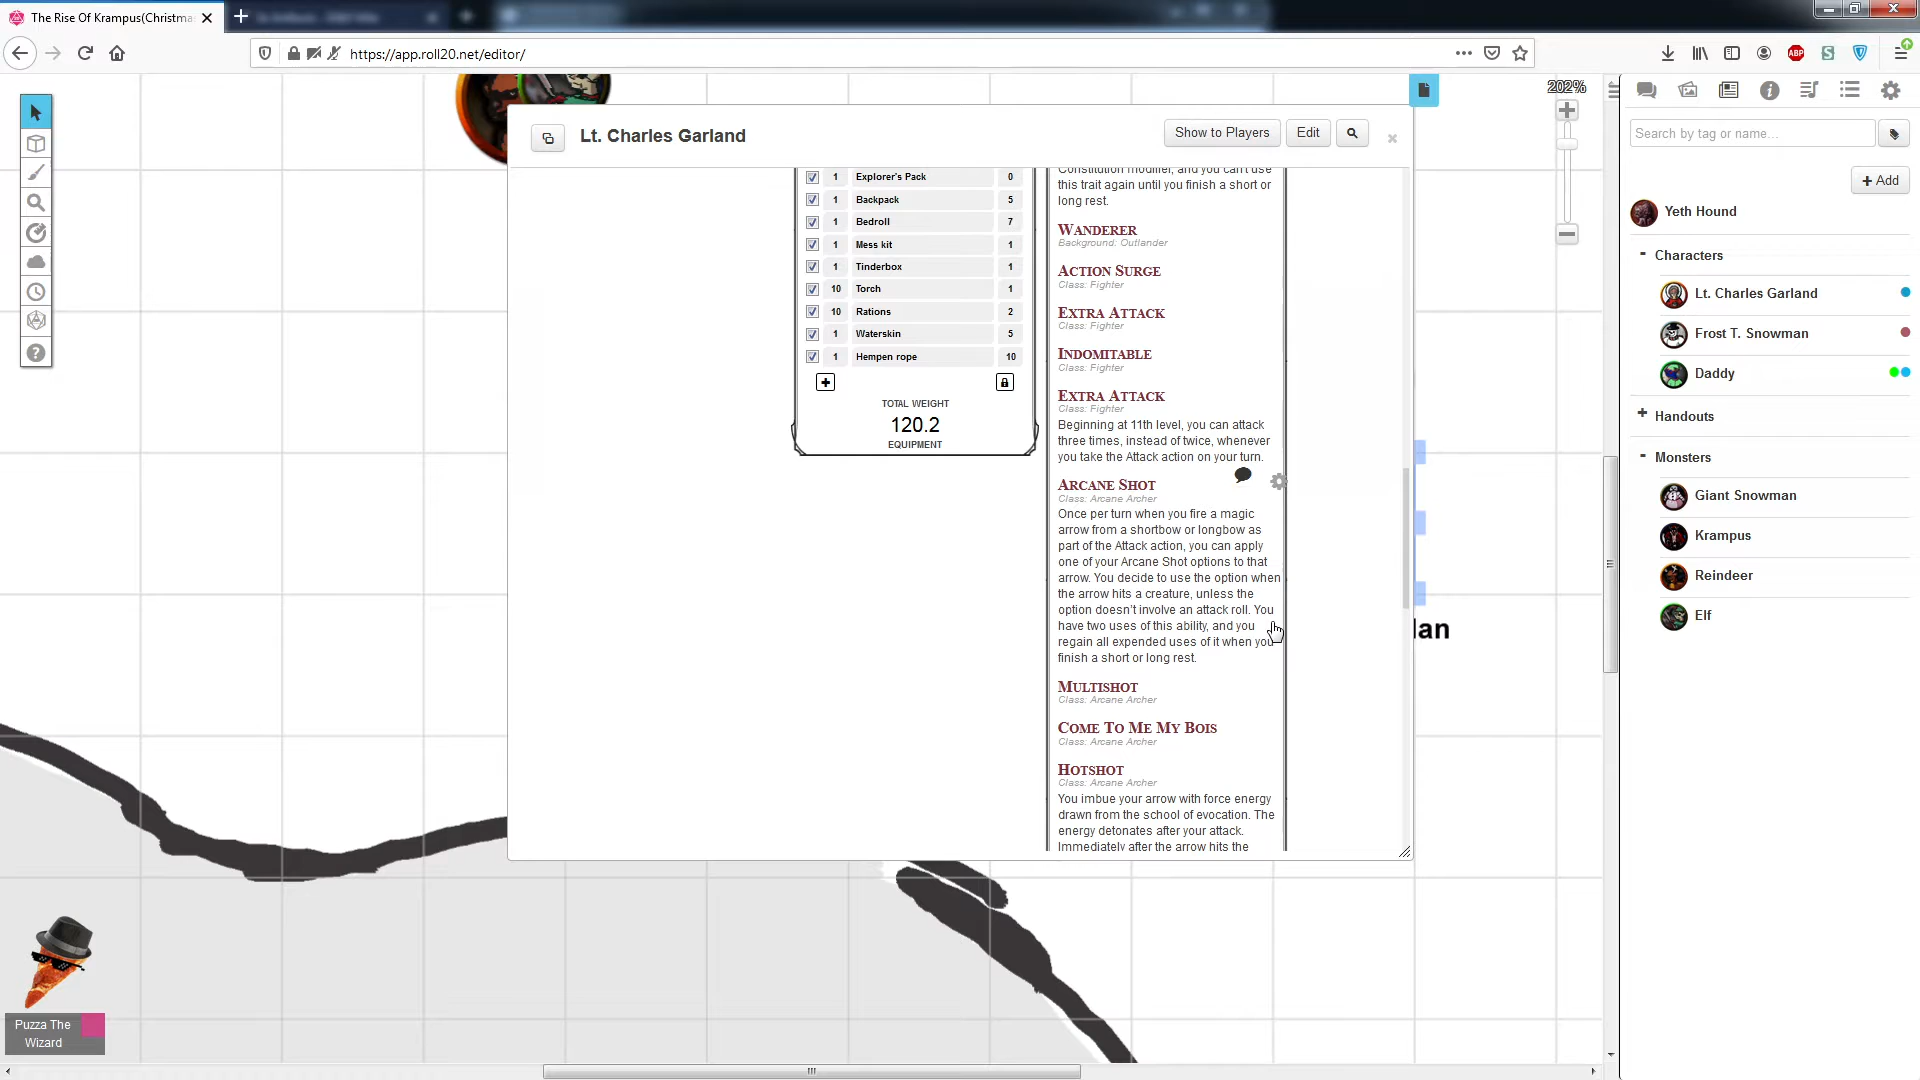 The Rise Of Krampus(Christma
https://app.roll20.net/editor/
ABP
202%
Lt. Charles Garland
Show to Players
Edit
1 Explorer's Pack 0
1 Backpack 5
1 Bedroll 7
1 Mess kit 1
1 Tinderbox 1
10 Torch 1
10 Rations 2
1 Waterskin 5
1 Hempen rope 10
TOTAL WEIGHT
120.2
EQUIPMENT
Constitution modifier, and you can't use
this trait again until you finish a short or
long rest.
WANDERER
Background: Outlander
ACTION SURGE
Class: Fighter
EXTRA ATTACK
Class: Fighter
INDOMITABLE
Class: Fighter
EXTRA ATTACK
Class: Fighter
Beginning at 11th level, you can attack
three times, instead of twice, whenever
you take the Attack action on your turn.
ARCANE SHOT
Class: Arcane Archer
Once per turn when you fire a magic
arrow from a shortbow or longbow as
part of the Attack action, you can apply
one of your Arcane Shot options to that
arrow. You decide to use the option when
the arrow hits a creature, unless the
option doesn't involve an attack roll. You
have two uses of this ability, and you
regain all expended uses of it when you
finish a short or long rest.
MULTISHOT
Class: Arcane Archer
COME TO ME MY BOIS
Class: Arcane Archer
HOTSHOT
Class: Arcane Archer
You imbue your arrow with force energy
drawn from the school of evocation. The
energy detonates after your attack.
Immediately after the arrow hits the
lan
Search by tag or name...
+ Add
Yeth Hound
- Characters
Lt. Charles Garland
Frost T. Snowman
Daddy
+ Handouts
- Monsters
Giant Snowman
Krampus
Reindeer
Elf
Puzza The
Wizard